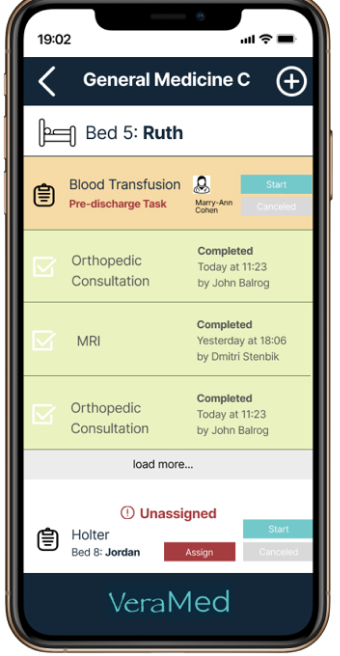 19:02
General Medicine C
Bed 5: Ruth
Blood Transfusion
Pre-discharge Task
Marry-Ann
Cohen
Start
Canceled
Orthopedic
Consultation
Completed
Today at 11:23
by John Balrog
MRI
Completed
Yesterday at 18:06
by Dmitri Stenbik
Orthopedic
Consultation
Completed
Today at 11:23
by John Balrog
load more...
Unassigned
Holter
Bed 8: Jordan
Assign
Start
Canceled
VeraMed